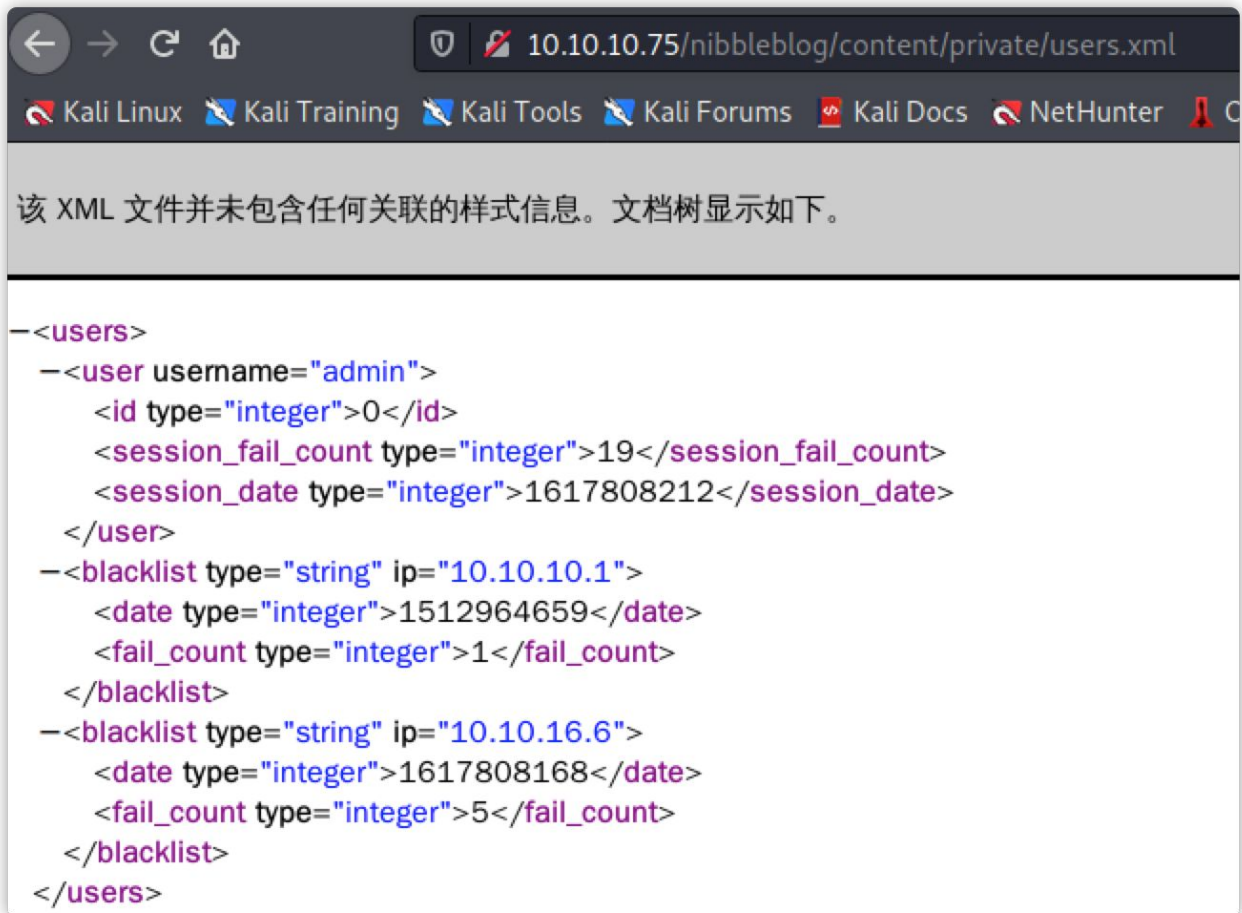 10.10.10.75/nibbleblog/content/private/users.xml
Kali Linux Kali Training Kali Tools Kali Forums Kali Docs NetHunter
该 XML 文件并未包含任何关联的样式信息。文档树显示如下。
−<users>
−<user username="admin">
<id type="integer">0</id>
<session_fail_count type="integer">19</session_fail_count>
<session_date type="integer">1617808212</session_date>
</user>
−<blacklist type="string" ip="10.10.10.1">
<date type="integer">1512964659</date>
<fail_count type="integer">1</fail_count>
</blacklist>
−<blacklist type="string" ip="10.10.16.6">
<date type="integer">1617808168</date>
<fail_count type="integer">5</fail_count>
</blacklist>
</users>